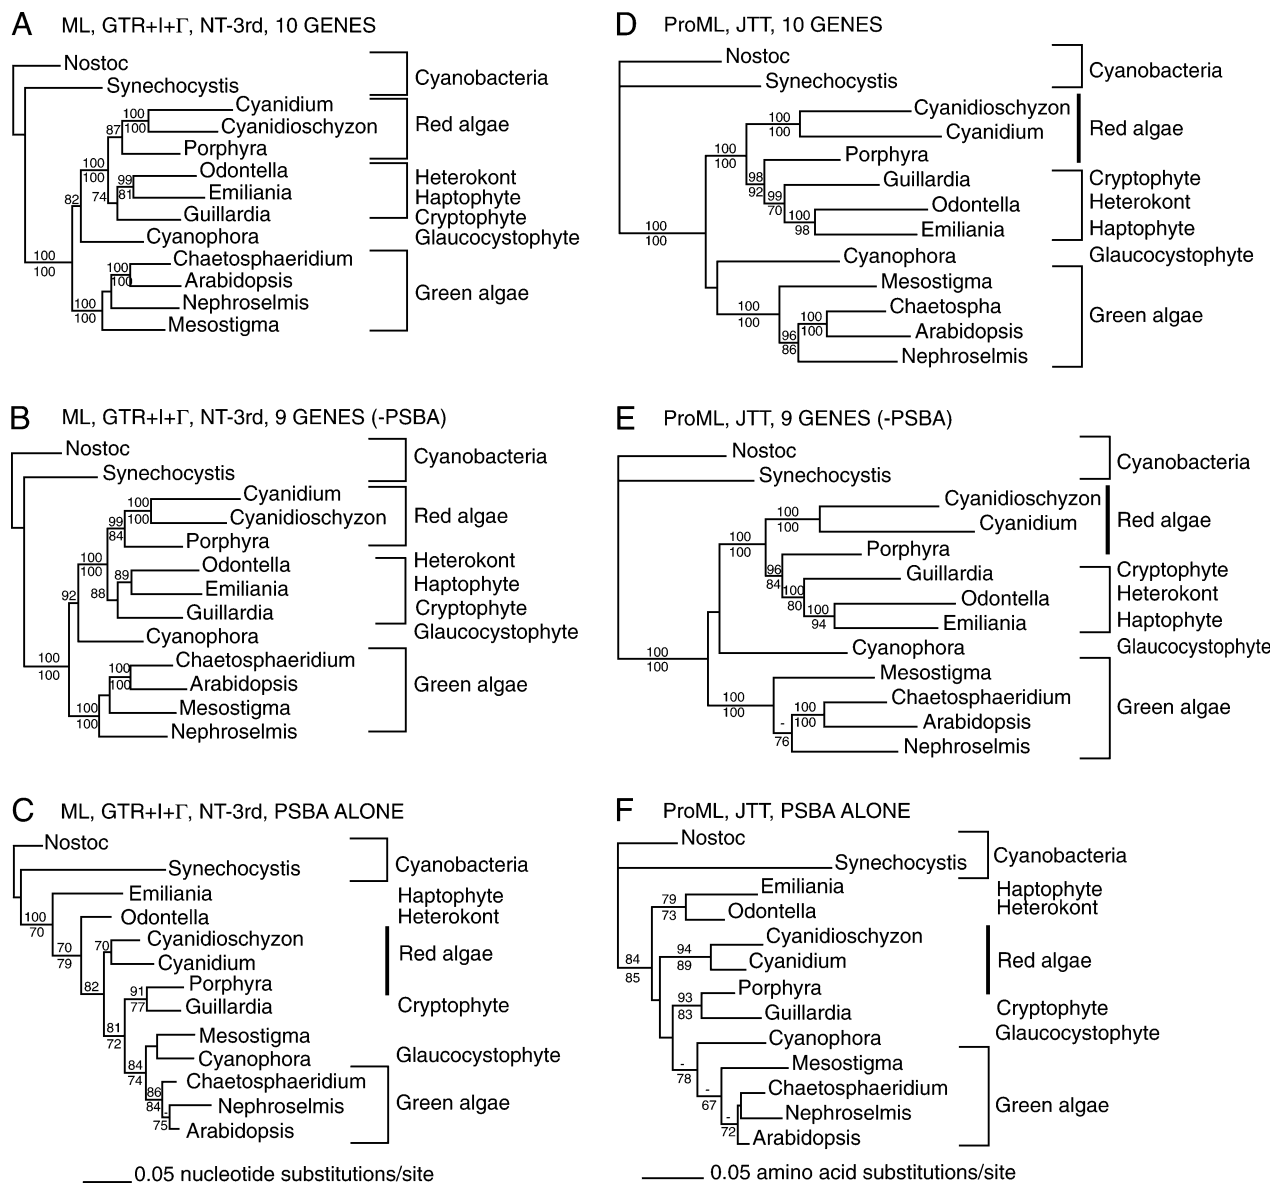 A ML, GTR+I+Γ, NT-3rd, 10 GENES
Nostoc
Synechocystis
Cyanobacteria
Cyanidium
100
100
87
Cyanidioschyzon
Red algae
Porphyra
100
100
Odontella
99
81
Heterokont
74
Emiliania
Haptophyte
82
Guillardia
Cryptophyte
Cyanophora
Glaucocystophyte
100
100
Chaetosphaeridium
100
100
Arabidopsis
Green algae
Nephroselmis
100
100
Mesostigma
B ML, GTR+I+Γ, NT-3rd, 9 GENES (-PSBA)
Nostoc
Cyanobacteria
Synechocystis
Cyanidium
100
100
99
84
Cyanidioschyzon
Red algae
Porphyra
100
100
Odontella
Heterokont
89
88
Emiliania
Haptophyte
92
Guillardia
Cryptophyte
Cyanophora
Glaucocystophyte
100
100
Chaetosphaeridium
100
100
Arabidopsis
Green algae
Mesostigma
100
100
Nephroselmis
C ML, GTR+I+Γ, NT-3rd, PSBA ALONE
Nostoc
Synechocystis
Cyanobacteria
Emiliania
Haptophyte
100
70
Odontella
Heterokont
70
79
70
Cyanidioschyzon
Red algae
Cyanidium
82
Porphyra
91
77
Guillardia
Cryptophyte
81
72
Mesostigma
Cyanophora
Glaucocystophyte
84
74
Chaetosphaeridium
86
84
Nephroselmis
Green algae
-
75
Arabidopsis
0.05 nucleotide substitutions/site
D ProML, JTT, 10 GENES
Nostoc
Synechocystis
Cyanobacteria
Cyanidioschyzon
100
100
Cyanidium
Red algae
100
100
Porphyra
98
92
Guillardia
Cryptophyte
99
70
Odontella
Heterokont
100
98
Emiliania
Haptophyte
100
100
Cyanophora
Glaucocystophyte
Mesostigma
100
100
Chaetospha
Green algae
100
100
Arabidopsis
96
86
Nephroselmis
E ProML, JTT, 9 GENES (-PSBA)
Nostoc
Cyanobacteria
Synechocystis
Cyanidioschyzon
100
100
Cyanidium
Red algae
100
100
Porphyra
96
84
Guillardia
Cryptophyte
100
80
Odontella
Heterokont
100
94
Emiliania
Haptophyte
100
100
Cyanophora
Glaucocystophyte
Mesostigma
100
100
Chaetosphaeridium
Green algae
100
100
Arabidopsis
-
76
Nephroselmis
F ProML, JTT, PSBA ALONE
Nostoc
Cyanobacteria
Synechocystis
Emiliania
Haptophyte
79
73
Odontella
Heterokont
Cyanidioschyzon
94
89
Cyanidium
Red algae
84
85
Porphyra
93
83
Guillardia
Cryptophyte
Cyanophora
Glaucocystophyte
-
78
Mesostigma
-
67
Chaetosphaeridium
Green algae
Nephroselmis
-
72
Arabidopsis
0.05 amino acid substitutions/site